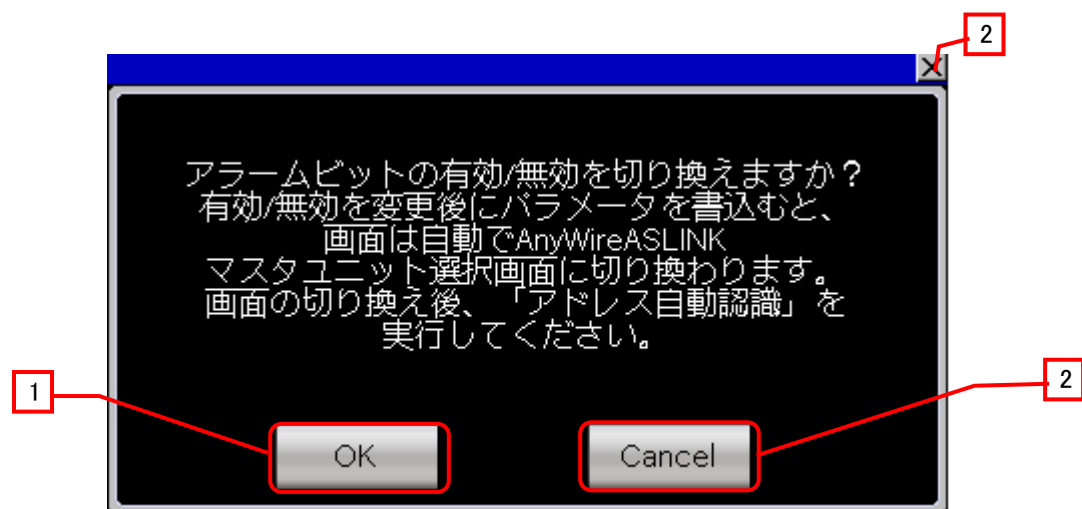 2
X
アラームビットの有効/無効を切り換えますか？
有効/無効を変更後にパラメータを書込むと、
画面は自動でAnyWireASLINK
マスタユニット選択画面に切り換わります。
画面の切り換え後、「アドレス自動認識」を
実行してください。
1
2
OK
Cancel